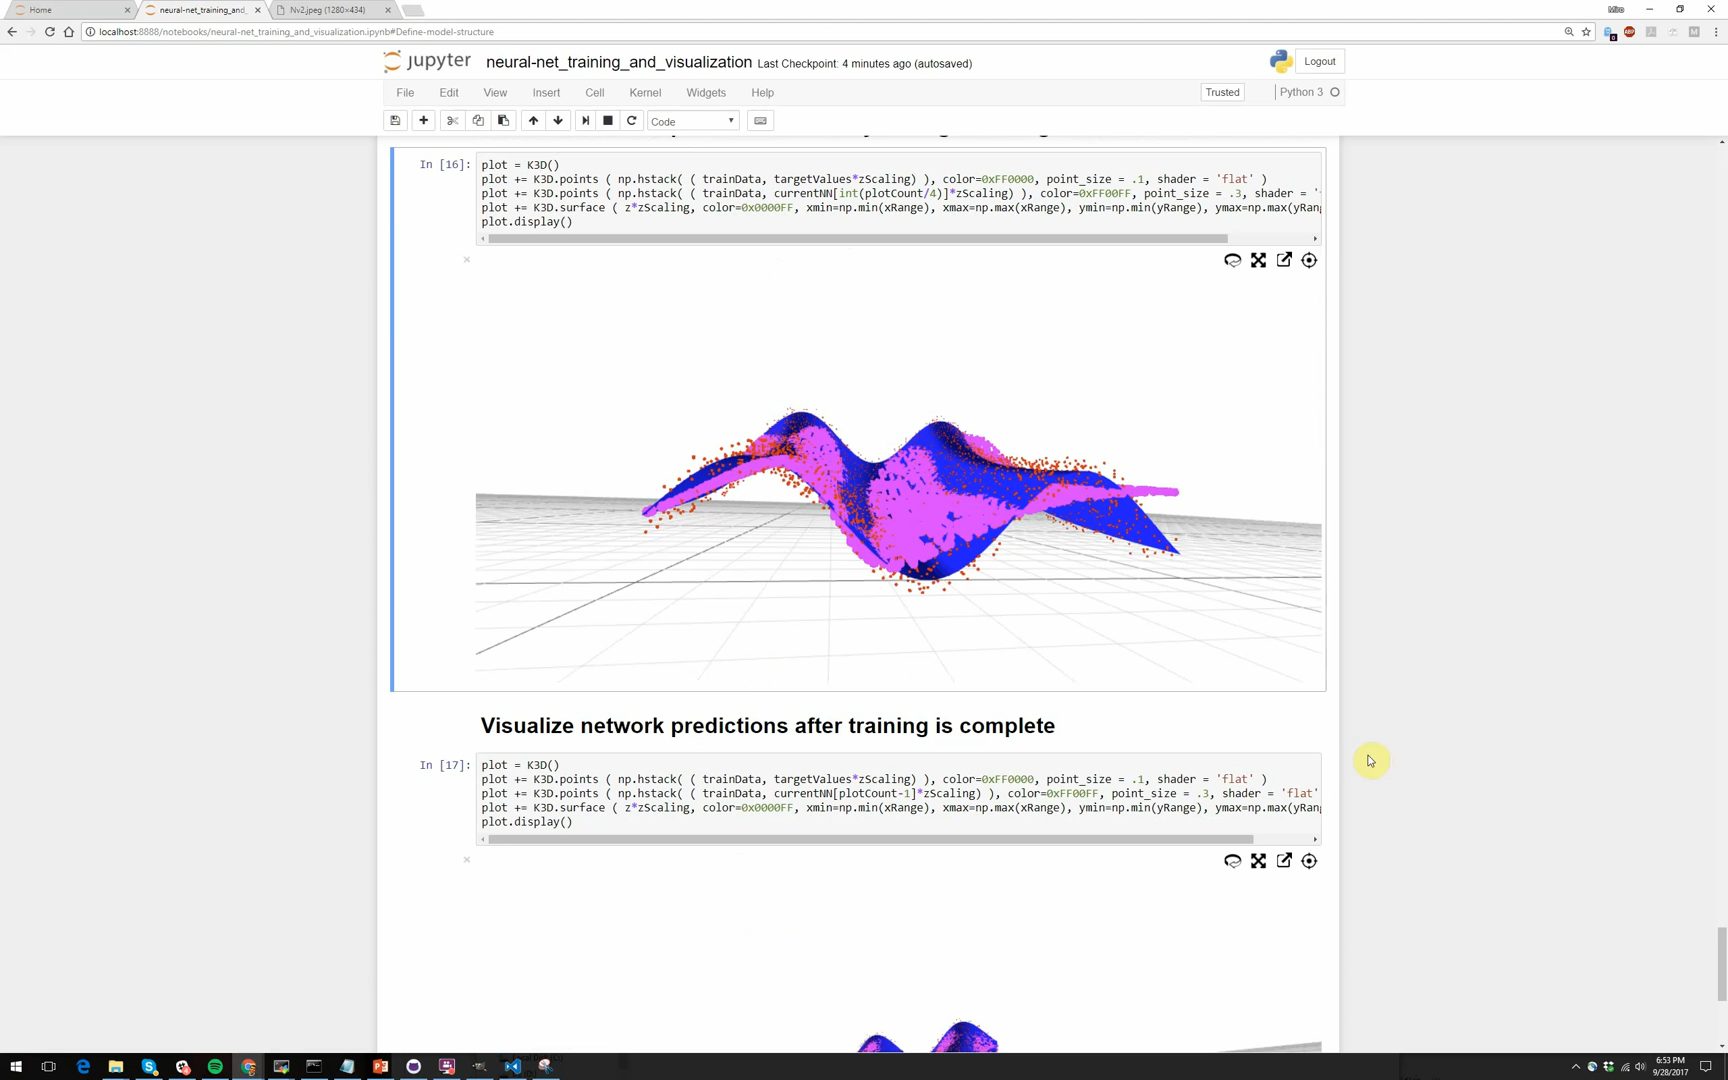 Home
neural-net_training_and_
Nv2.jpeg (1280×434)
Miro
localhost:8888/notebooks/neural-net_training_and_visualization.ipynb#Define-model-structure
jupyter
neural-net_training_and_visualization Last Checkpoint: 4 minutes ago (autosaved)
Logout
File Edit View Insert Cell Kernel Widgets Help
Trusted
Python 3
Code
In [16]:
plot = K3D()
plot += K3D.points ( np.hstack( ( trainData, targetValues*zScaling) ), color=0xFF0000, point_size = .1, shader = 'flat' )
plot += K3D.points ( np.hstack( ( trainData, currentNN[int(plotCount/4)]*zScaling) ), color=0xFF00FF, point_size = .3, shader = '
plot += K3D.surface ( z*zScaling, color=0x0000FF, xmin=np.min(xRange), xmax=np.max(xRange), ymin=np.min(yRange), ymax=np.max(yRang
plot.display()
Visualize network predictions after training is complete
In [17]:
plot = K3D()
plot += K3D.points ( np.hstack( ( trainData, targetValues*zScaling) ), color=0xFF0000, point_size = .1, shader = 'flat' )
plot += K3D.points ( np.hstack( ( trainData, currentNN[plotCount-1]*zScaling) ), color=0xFF00FF, point_size = .3, shader = 'flat'
plot += K3D.surface ( z*zScaling, color=0x0000FF, xmin=np.min(xRange), xmax=np.max(xRange), ymin=np.min(yRange), ymax=np.max(yRang
plot.display()
6:53 PM
9/28/2017